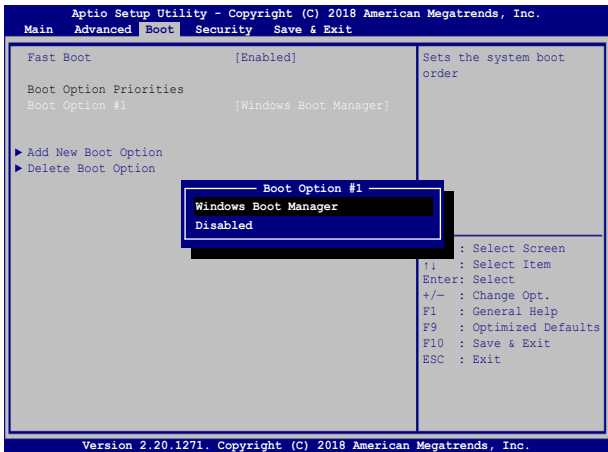 Aptio Setup Utility - Copyright (C) 2018 American Megatrends, Inc.
Main Advanced Boot Security Save & Exit
Fast Boot [Enabled]
Boot Option Priorities
Boot Option #1 [Windows Boot Manager]
▶ Add New Boot Option
▶ Delete Boot Option
Sets the system boot
order
Boot Option #1
Windows Boot Manager
Disabled
: Select Screen
↑↓ : Select Item
Enter: Select
+/— : Change Opt.
F1 : General Help
F9 : Optimized Defaults
F10 : Save & Exit
ESC : Exit
Version 2.20.1271. Copyright (C) 2018 American Megatrends, Inc.